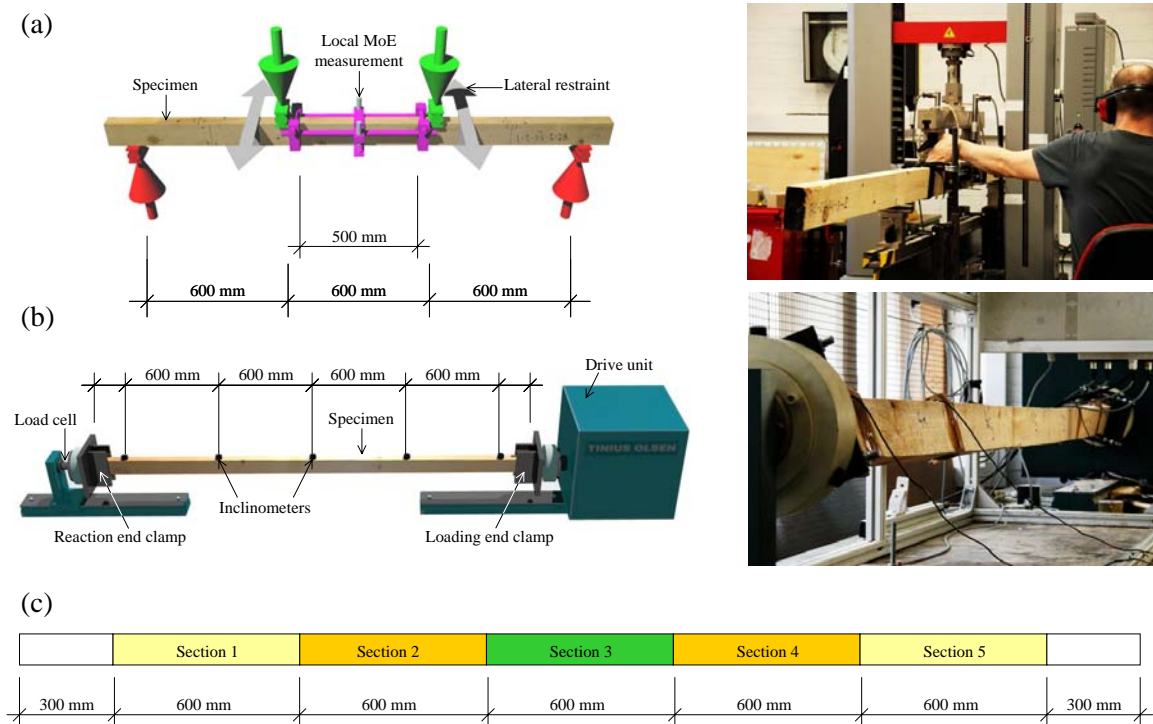 (a)
Local MoE
measurement
Specimen
Lateral restraint
500 mm
600 mm 600 mm 600 mm
(b)
600 mm 600 mm 600 mm 600 mm
Drive unit
Load cell
Specimen
TINIUS OLSEN
Inclinometers
Reaction end clamp
Loading end clamp
(c)
Section 1 Section 2 Section 3 Section 4 Section 5
300 mm 600 mm 600 mm 600 mm 600 mm 600 mm 300 mm